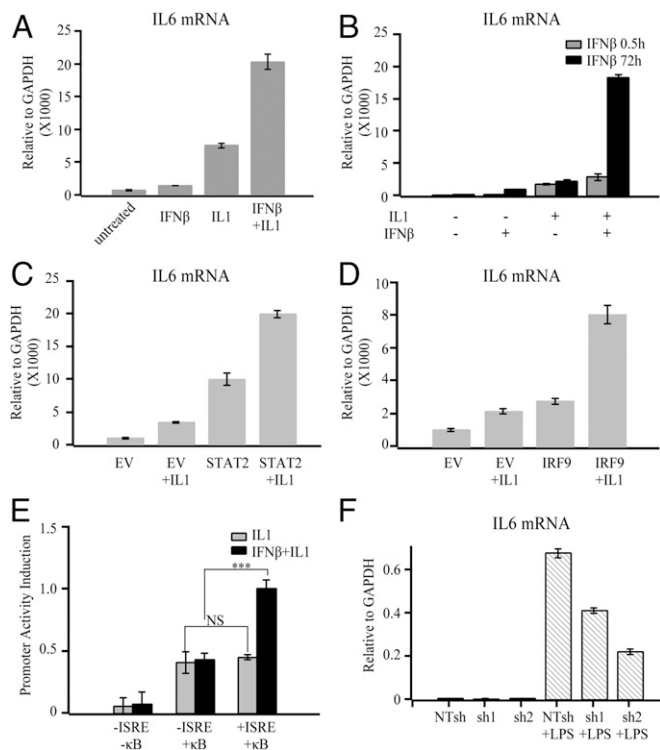 A
IL6 mRNA
Relative to GAPDH
(X1000)
25
20
15
10
5
0
untreated
IFNβ
IL1
IFNβ
+IL1
B
IL6 mRNA
IFNβ 0.5h
IFNβ 72h
Relative to GAPDH
(X1000)
25
20
15
10
5
0
IL1 - - + +
IFNβ - + - +
C
IL6 mRNA
Relative to GAPDH
(X1000)
25
20
15
10
5
0
EV
EV
+IL1
STAT2
STAT2
+IL1
D
IL6 mRNA
Relative to GAPDH
(X1000)
10
8
6
4
2
0
EV
EV
+IL1
IRF9
IRF9
+IL1
E
IL1
IFNβ+IL1
Promoter Activity Induction
1.5
1.0
0.5
0
***
NS
-ISRE
-κB
-ISRE
+κB
+ISRE
+κB
F
IL6 mRNA
Relative to GAPDH
0.6
0.4
0.2
0
NTsh
sh1
sh2
NTsh
+LPS
sh1
+LPS
sh2
+LPS